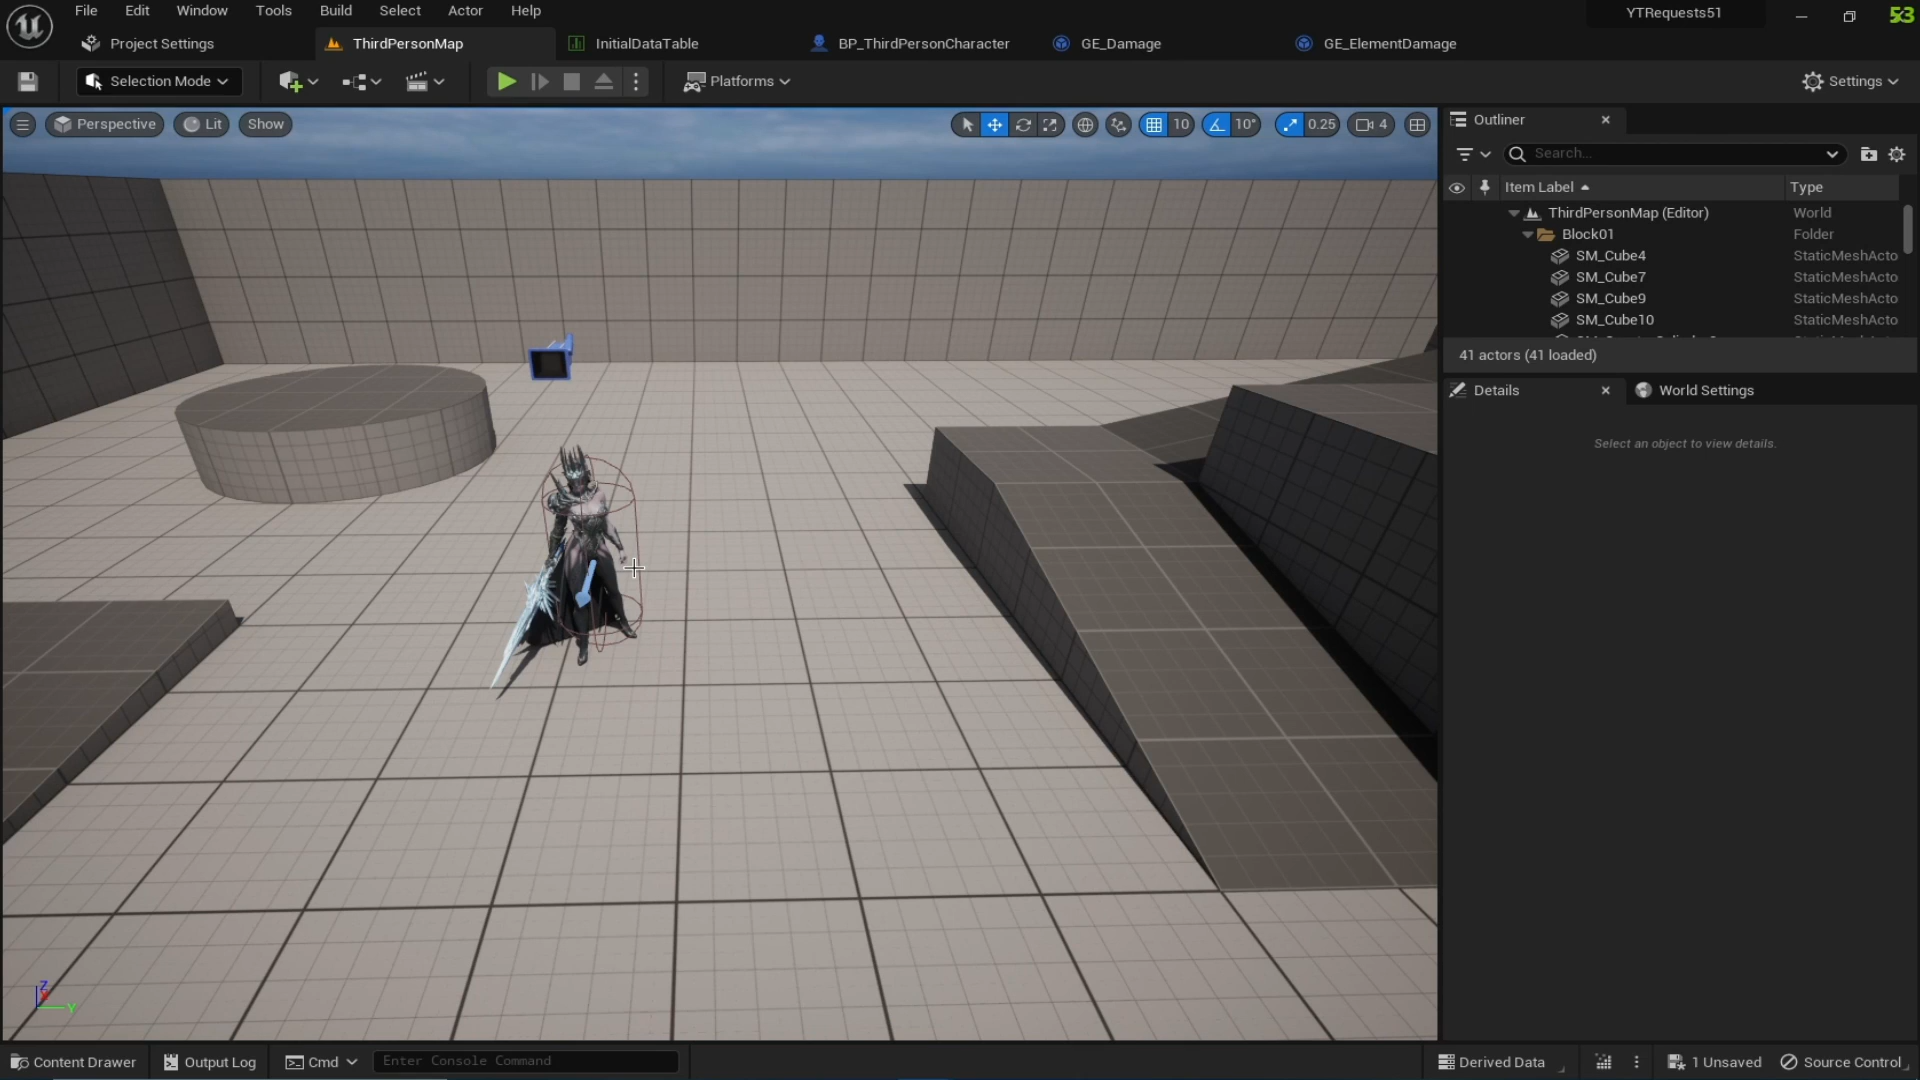 File Edit Window Tools Build Select Actor Help
YTRequests51
53
Project Settings
ThirdPersonMap
InitialDataTable
BP_ThirdPersonCharacter
GE_Damage
GE_ElementDamage
Selection Mode
Platforms
Settings
Perspective
Lit
Show
10
10°
0.25
4
Outliner
Search...
Item Label
Type
ThirdPersonMap (Editor) World
Block01 Folder
SM_Cube4 StaticMeshActo
SM_Cube7 StaticMeshActo
SM_Cube9 StaticMeshActo
SM_Cube10 StaticMeshActo
41 actors (41 loaded)
Details
World Settings
Select an object to view details.
Z
Y
Content Drawer
Output Log
Cmd
Enter Console Command
Derived Data
1 Unsaved
Source Control